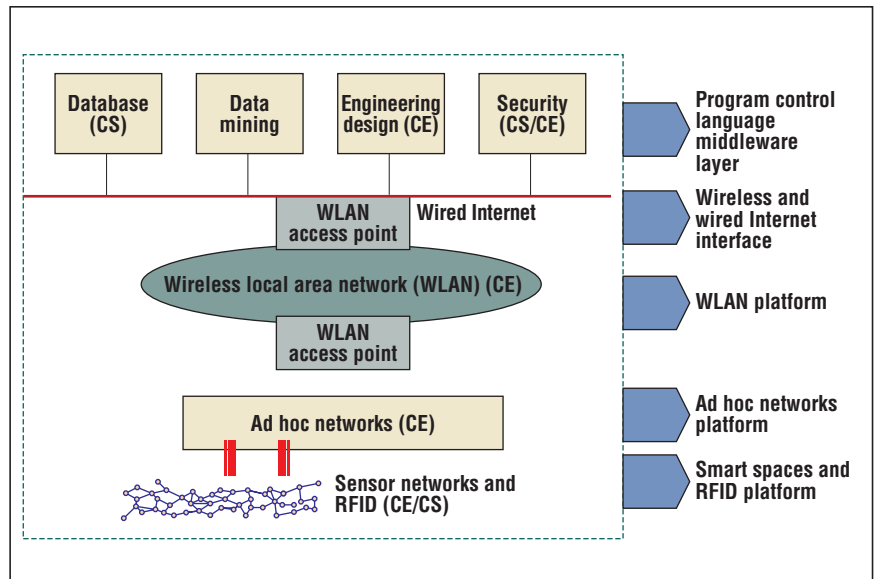 Database
(CS)
Data
mining
Engineering
design (CE)
Security
(CS/CE)
Program control
language
middleware
layer
WLAN
access point
Wired Internet
Wireless and
wired Internet
interface
Wireless local area network (WLAN) (CE)
WLAN platform
WLAN
access point
Ad hoc networks (CE)
Ad hoc networks
platform
Sensor networks and
RFID (CE/CS)
Smart spaces and
RFID platform